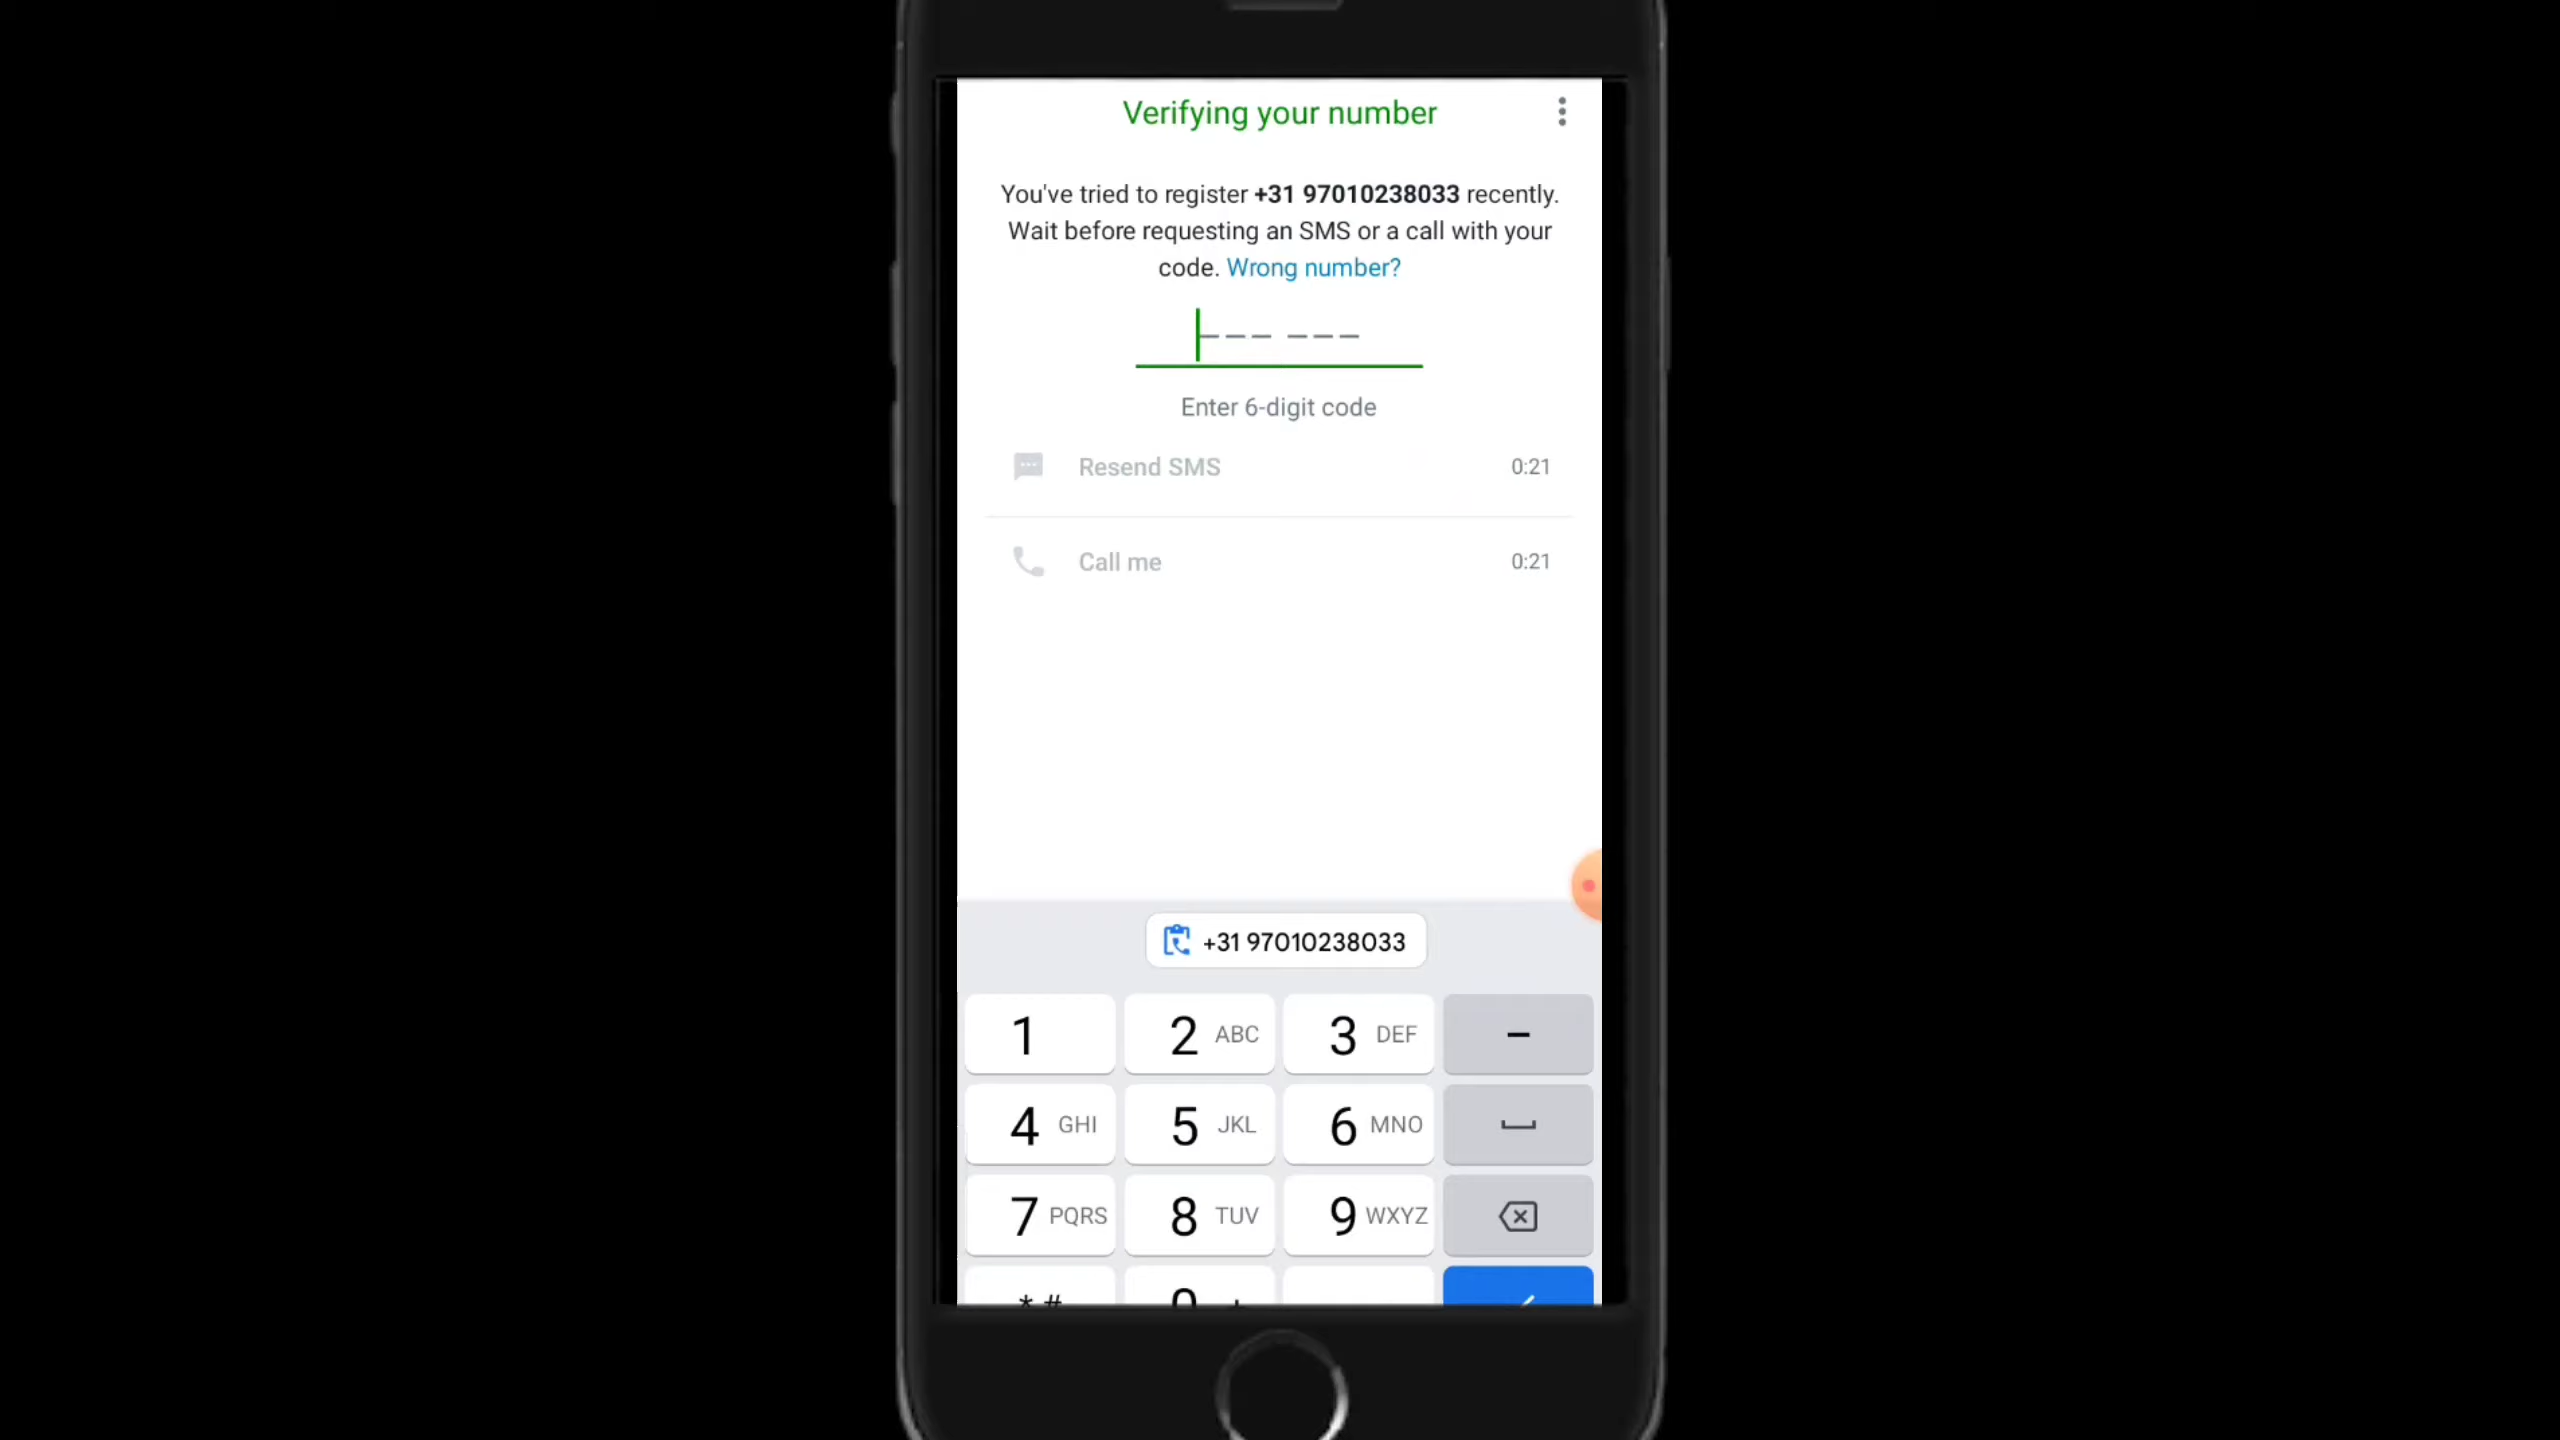 Verifying your number
You've tried to register +31 97010238033 recently.
Wait before requesting an SMS or a call with your
code. Wrong number?
--- ---
Enter 6-digit code
Resend SMS 0:21
Call me 0:21
+31 97010238033
1 2 ABC 3 DEF –
4 GHI 5 JKL 6 MNO
7 PQRS 8 TUV 9 WXYZ
* # 0 +